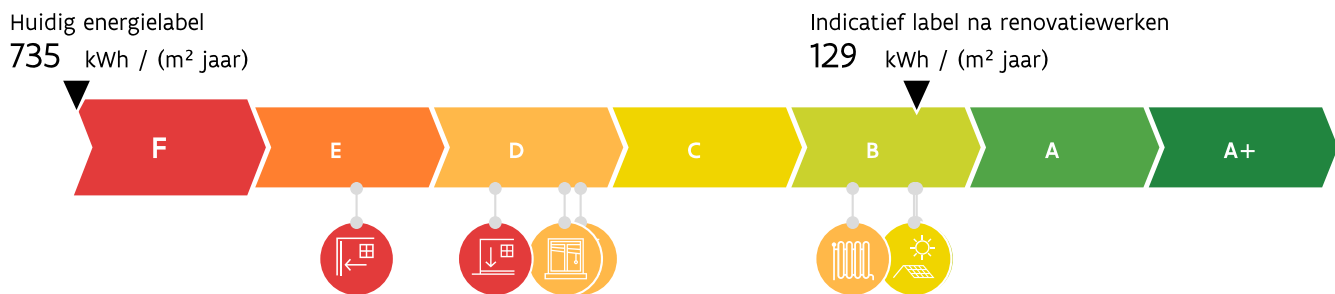 Huidig energielabel
735 kWh / (m² jaar)
Indicatief label na renovatiewerken
129 kWh / (m² jaar)
F E D C B A A+